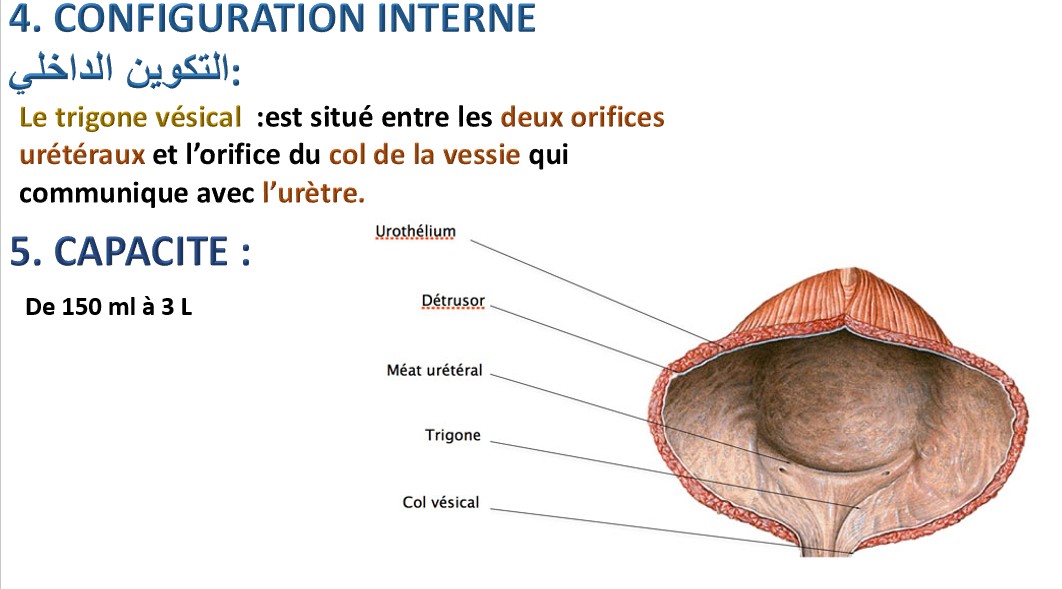 4. CONFIGURATION INTERNE
التكوين الداخلي:
Le trigone vésical :est situé entre les deux orifices
urétéraux et l’orifice du col de la vessie qui
communique avec l’urètre.
5. CAPACITE :
De 150 ml à 3 L
Urothélium
Détrusor
Méat urétéral
Trigone
Col vésical